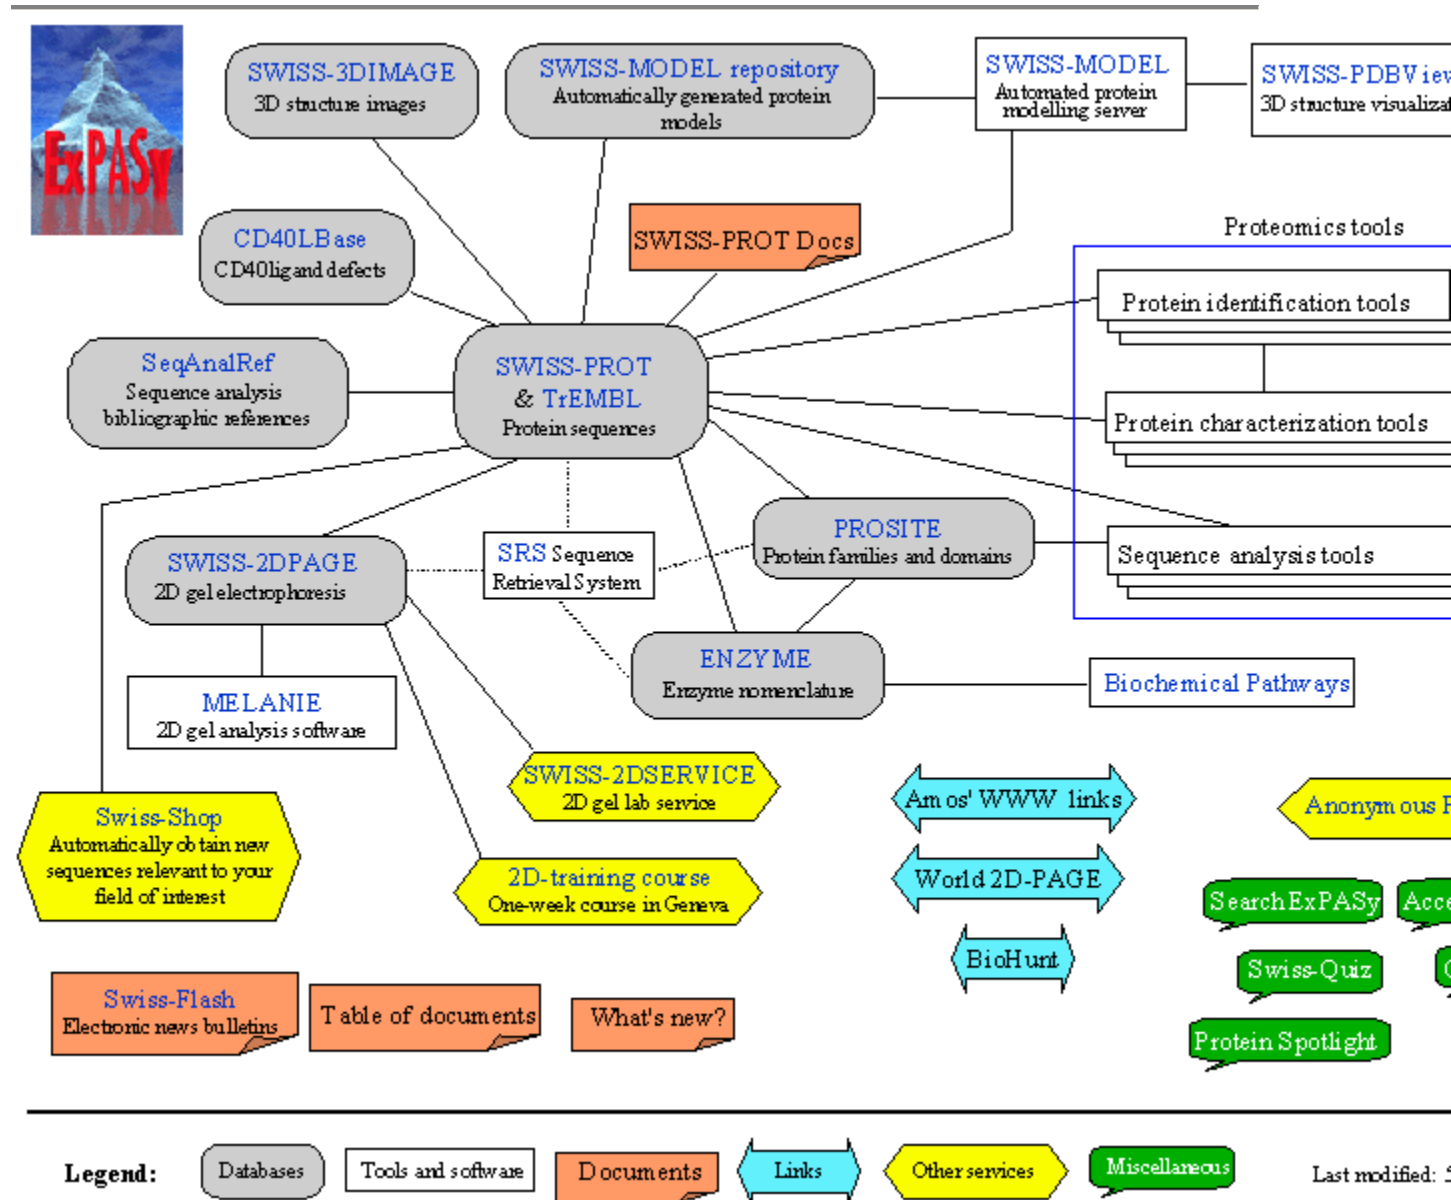 ExPASy
SWISS-3DIMAGE
3D structure images
SWISS-MODEL repository
Automatically generated protein
models
SWISS-MODEL
Automated protein
modelling server
3D structure
CD40LBase
CD40ligand defects
SWISS-PROT Docs
Proteomics tools
Protein identification tools
SeqAnalRef
Sequence analysis
bibliographic references
SWISS-PROT
& TrEMBL
Protein sequences
Protein characterization tools
SWISS-2DPAGE
2D gel electrophoresis
SRS Sequence
Retrieval System
PROSITE
Protein families and domains
Sequence analysis tools
ENZYME
Enzyme nomenclature
Biochemical Pathways
MELANIE
2D gel analysis software
SWISS-2DSERVICE
2D gel lab service
Amos' WWW links
Anonymous
Swiss-Shop
Automatically obtain new
sequences relevant to your
field of interest
2D-training course
One-week course in Geneva
World 2D-PAGE
Search ExPASy
BioHunt
Swiss-Quiz
Swiss-Flash
Electronic news bulletins
Table of documents
What's new?
Protein Spotlight
Legend:
Databases
Tools and software
Documents
Links
Other services
Miscellaneous
Last modified: